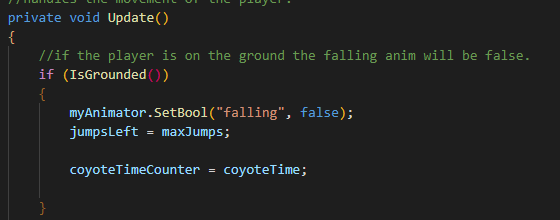 //handles the movement of the player.
private void Update()
{
//if the player is on the ground the falling anim will be false.
if (IsGrounded())
{
myAnimator.SetBool("falling", false);
jumpsLeft = maxJumps;
coyoteTimeCounter = coyoteTime;
}